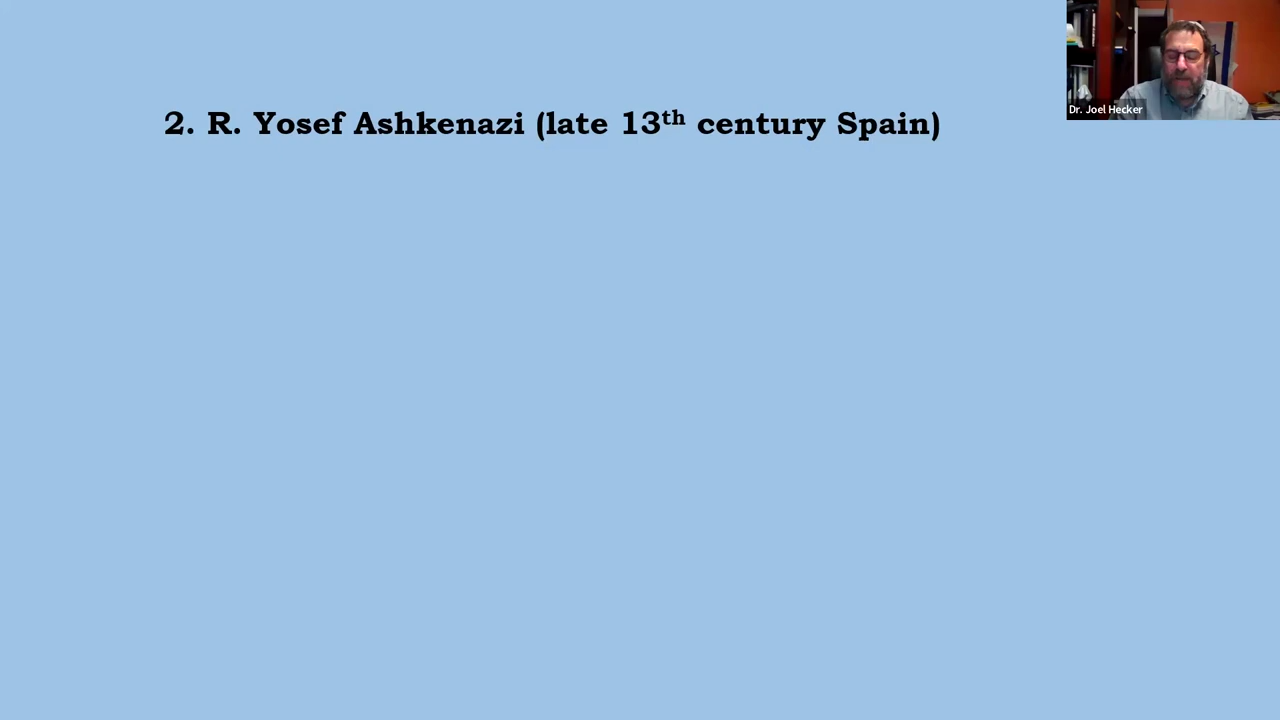 2. R. Yosef Ashkenazi (late 13th century Spain)
Dr. Joel Hecker